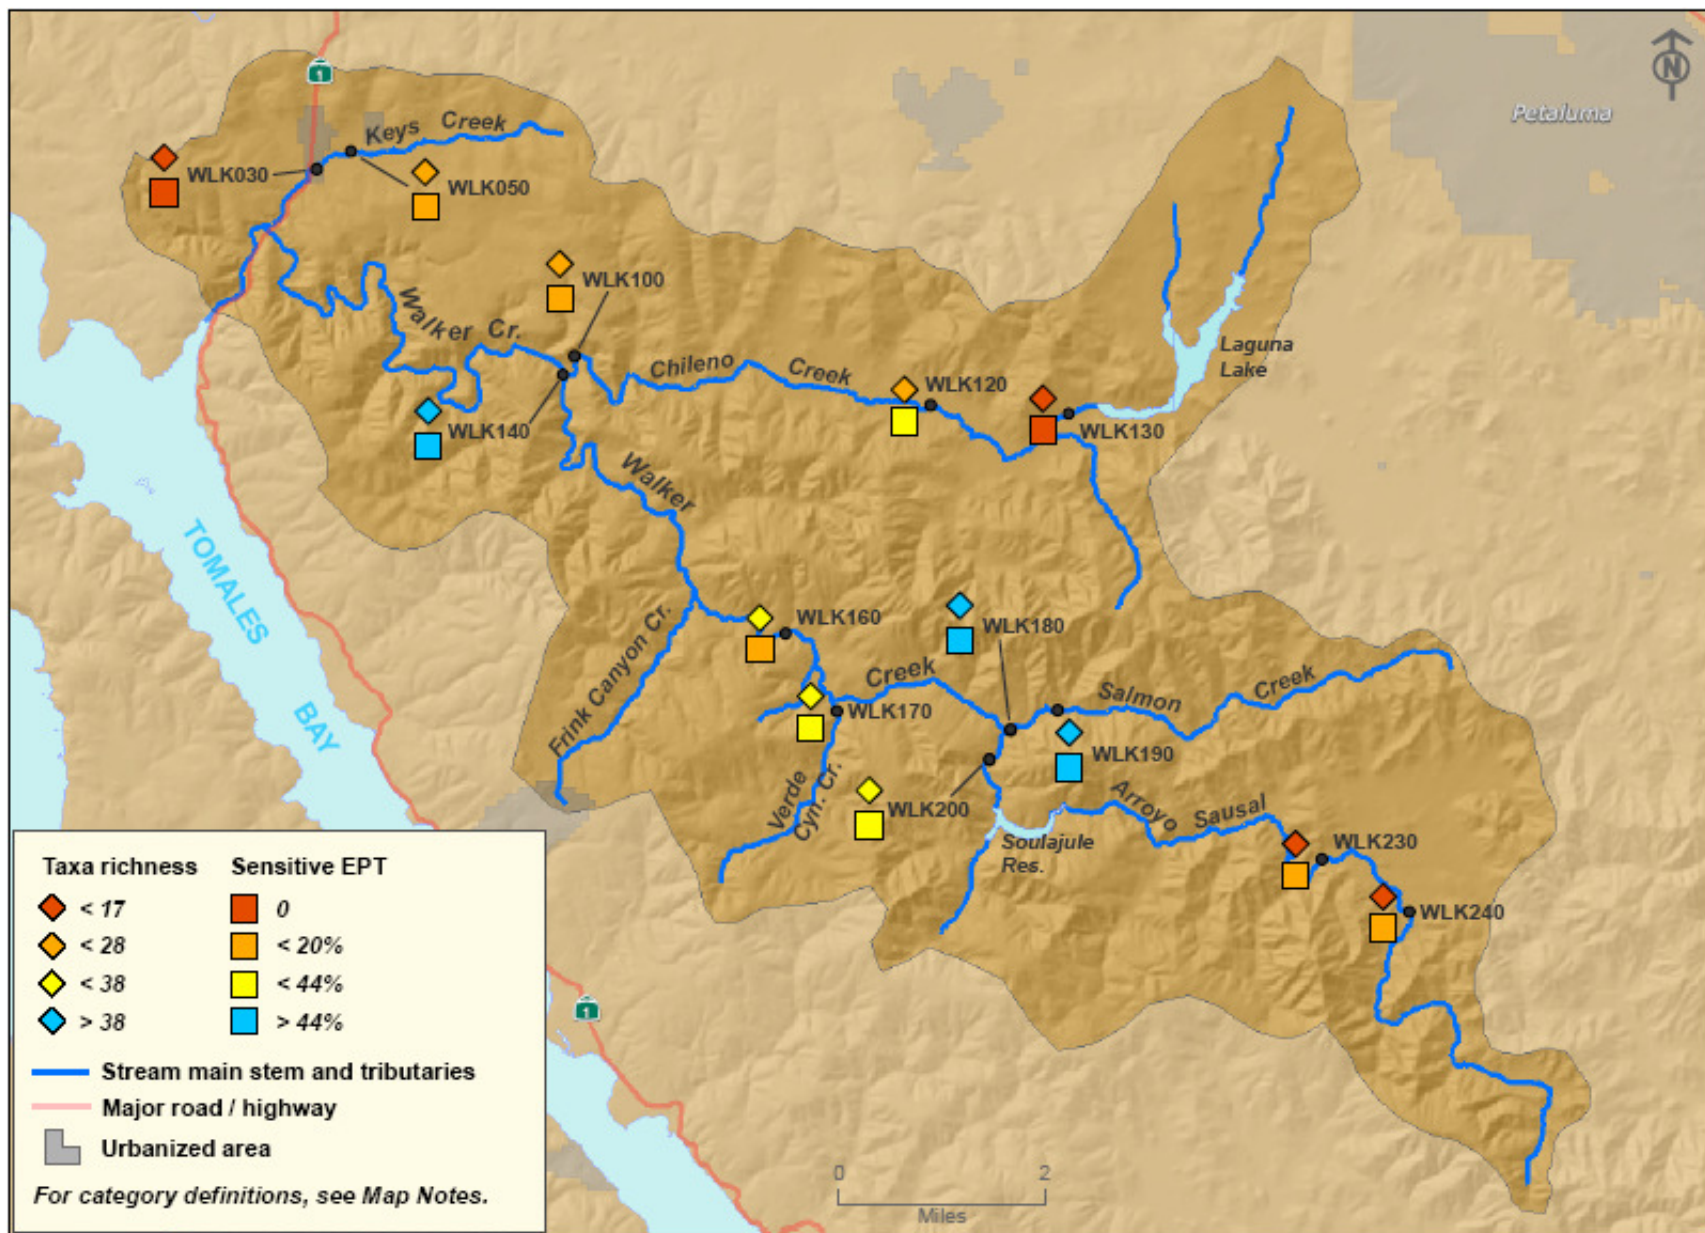 1
N
Petaluma
Keys Creek
WLK030
WLK050
WLK100
Walker Cr.
Chileno Creek
WLK120
WLK130
Laguna
Lake
WLK140
Walker
TOMALES
BAY
Frink Canyon Cr.
WLK160
WLK180
Creek
Salmon Creek
WLK170
WLK190
Verde
Cyn. Cr.
WLK200
Arroyo Sausal
Soulajule
Res.
WLK230
WLK240
Taxa richness Sensitive EPT
< 17 0
< 28 < 20%
< 38 < 44%
> 38 > 44%
Stream main stem and tributaries
Major road / highway
Urbanized area
For category definitions, see Map Notes.
1
0 2
Miles